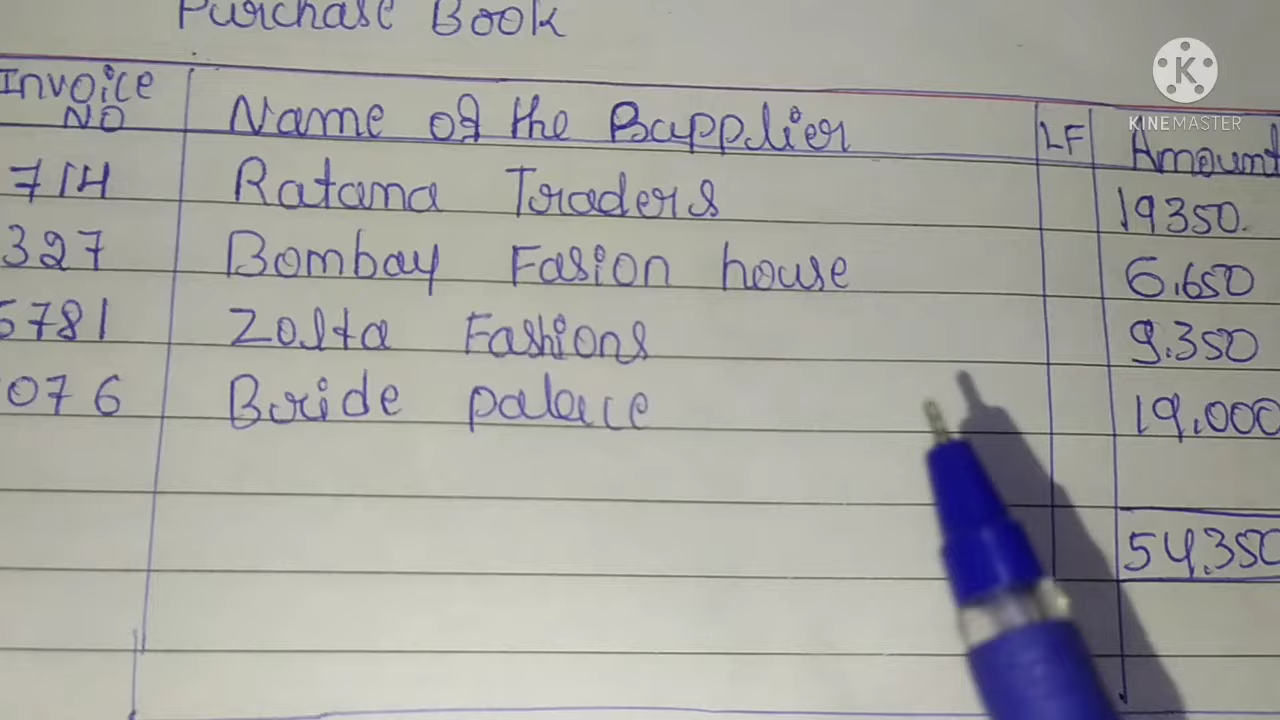 Purchase Book
Invoice NO Name of the Bapplier LF Amount
714 Ratana Traders 19350.
327 Bombay Fasion house 6.650
5781 Zolta Fashions 9.350
076 Bride palace 19.000
54.350
K
KINEMASTER